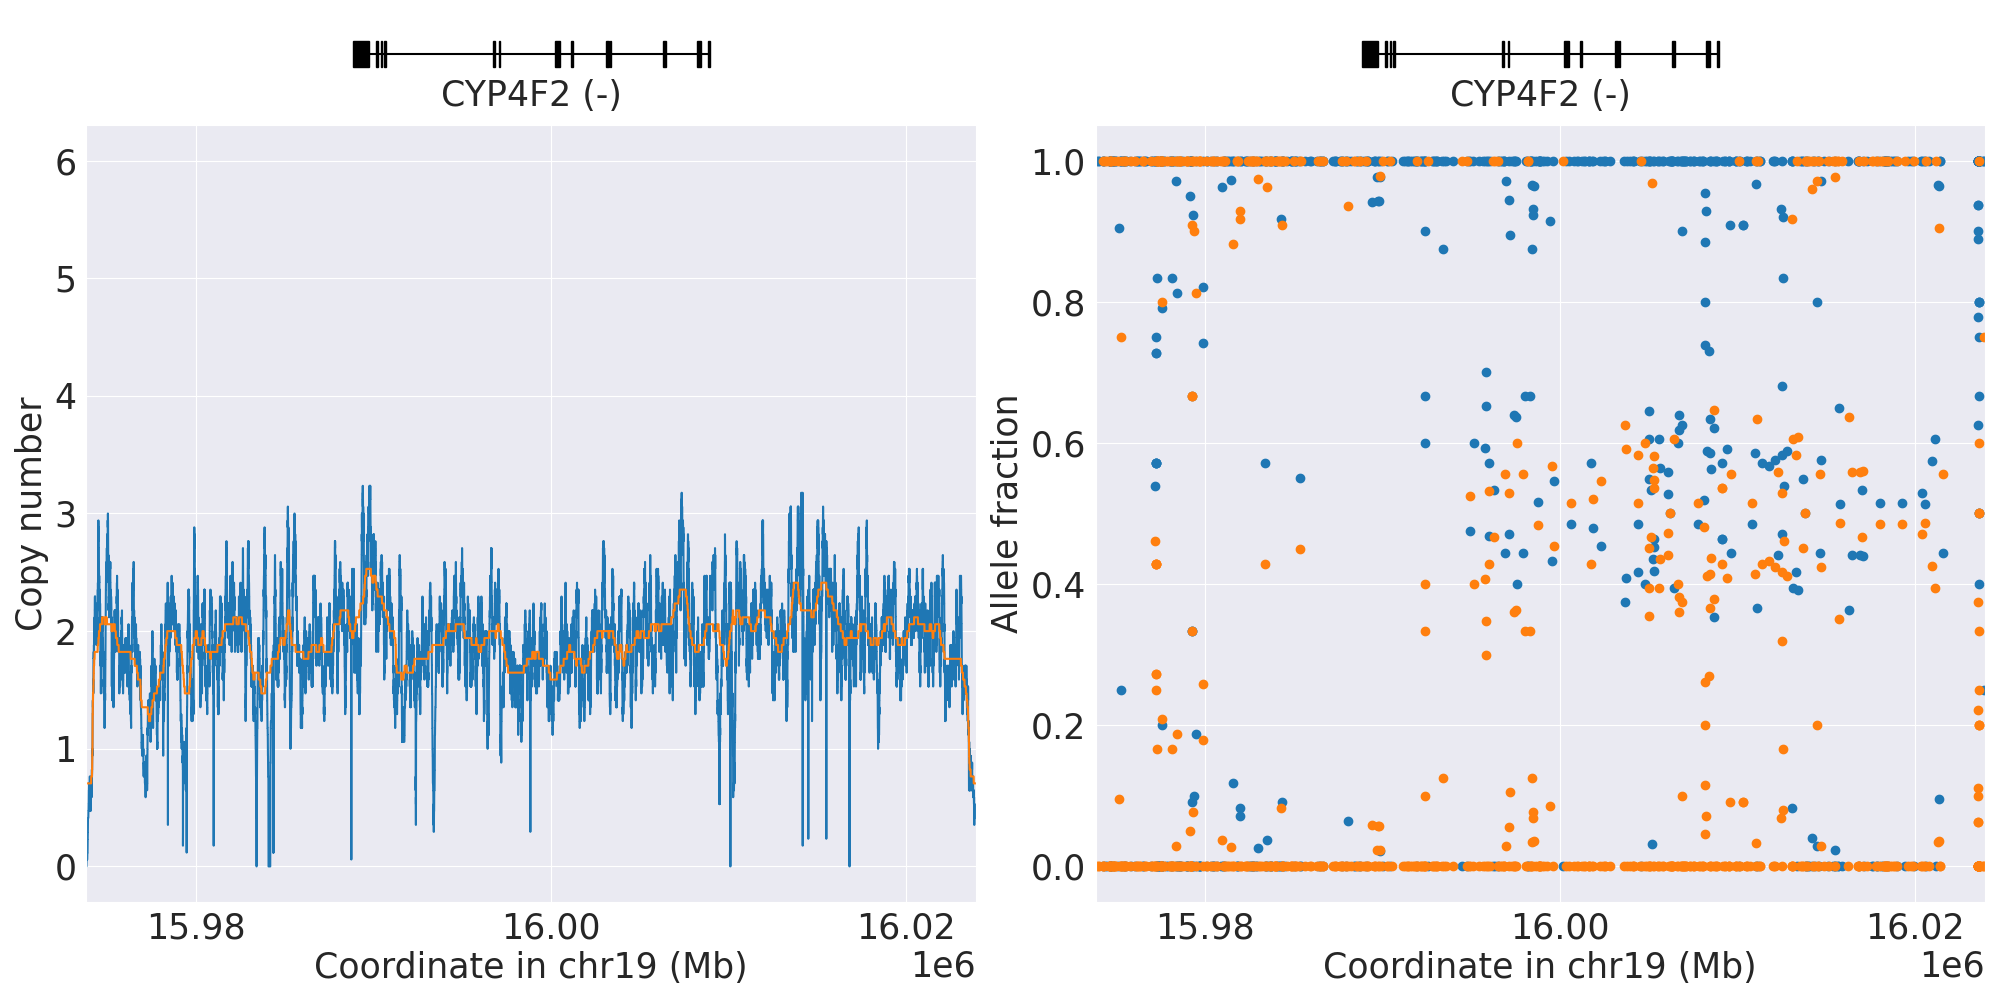 CYP4F2 (-)
6
5
4
3
2
1
0
Copy number
15.98
16.00
16.02
Coordinate in chr19 (Mb)
1e6
CYP4F2 (-)
1.0
0.8
0.6
0.4
0.2
0.0
Allele fraction
15.98
16.00
16.02
Coordinate in chr19 (Mb)
1e6